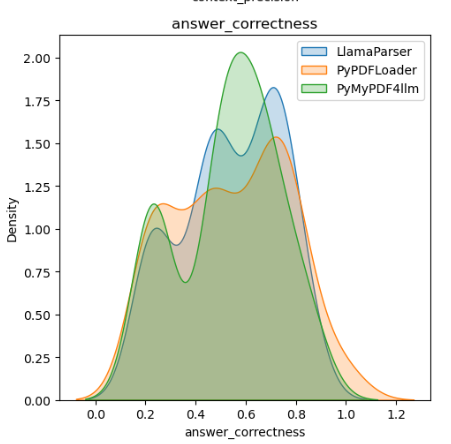 context_precision
answer_correctness
LlamaParser
PyPDFLoader
PyMyPDF4llm
2.00
1.75
1.50
1.25
1.00
0.75
0.50
0.25
0.00
Density
0.0 0.2 0.4 0.6 0.8 1.0 1.2
answer_correctness